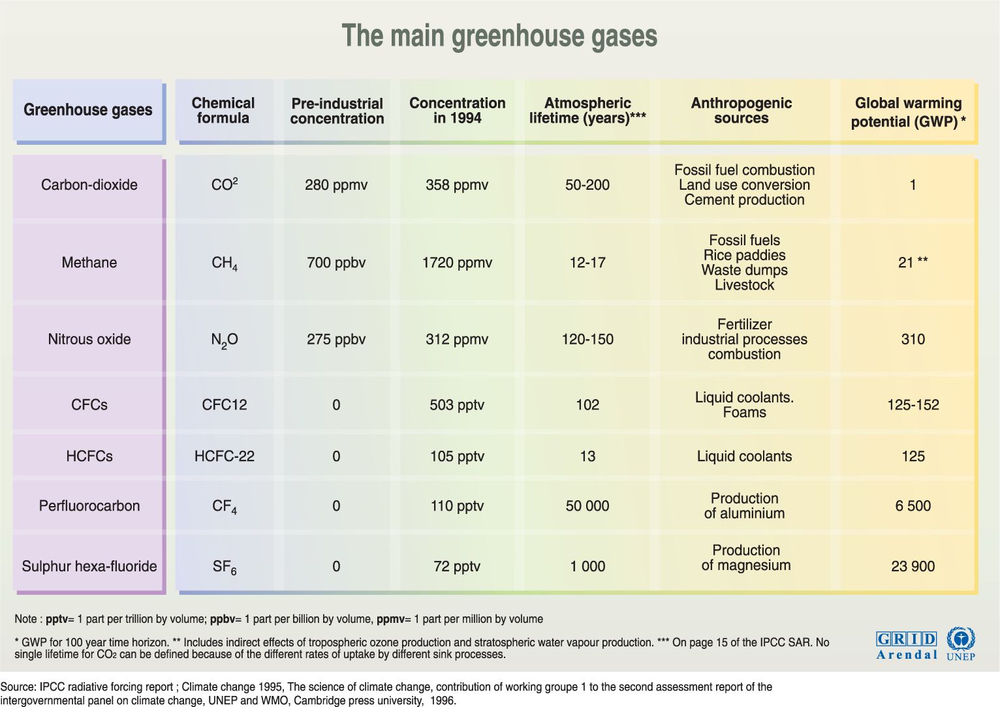 The main greenhouse gases
Greenhouse gases
Chemical
formula
Pre-industrial
concentration
Concentration
in 1994
Atmospheric
lifetime (years)***
Anthropogenic
sources
Global warming
potential (GWP) *
Carbon-dioxide
CO²
280 ppmv
358 ppmv
50-200
Fossil fuel combustion
Land use conversion
Cement production
1
Methane
CH₄
700 ppbv
1720 ppmv
12-17
Fossil fuels
Rice paddies
Waste dumps
Livestock
21 **
Nitrous oxide
N₂O
275 ppbv
312 ppmv
120-150
Fertilizer
industrial processes
combustion
310
CFCs
CFC12
0
503 pptv
102
Liquid coolants.
Foams
125-152
HCFCs
HCFC-22
0
105 pptv
13
Liquid coolants
125
Perfluorocarbon
CF₄
0
110 pptv
50 000
Production
of aluminium
6 500
Sulphur hexa-fluoride
SF₆
0
72 pptv
1 000
Production
of magnesium
23 900
Note : pptv= 1 part per trillion by volume; ppbv= 1 part per billion by volume, ppmv= 1 part per million by volume
* GWP for 100 year time horizon. ** Includes indirect effects of tropospheric ozone production and stratospheric water vapour production. *** On page 15 of the IPCC SAR. No
single lifetime for CO₂ can be defined because of the different rates of uptake by different sink processes.
GRID
Arendal
UNEP
Source: IPCC radiative forcing report ; Climate change 1995, The science of climate change, contribution of working groupe 1 to the second assessment report of the
intergovernmental panel on climate change, UNEP and WMO, Cambridge press university, 1996.